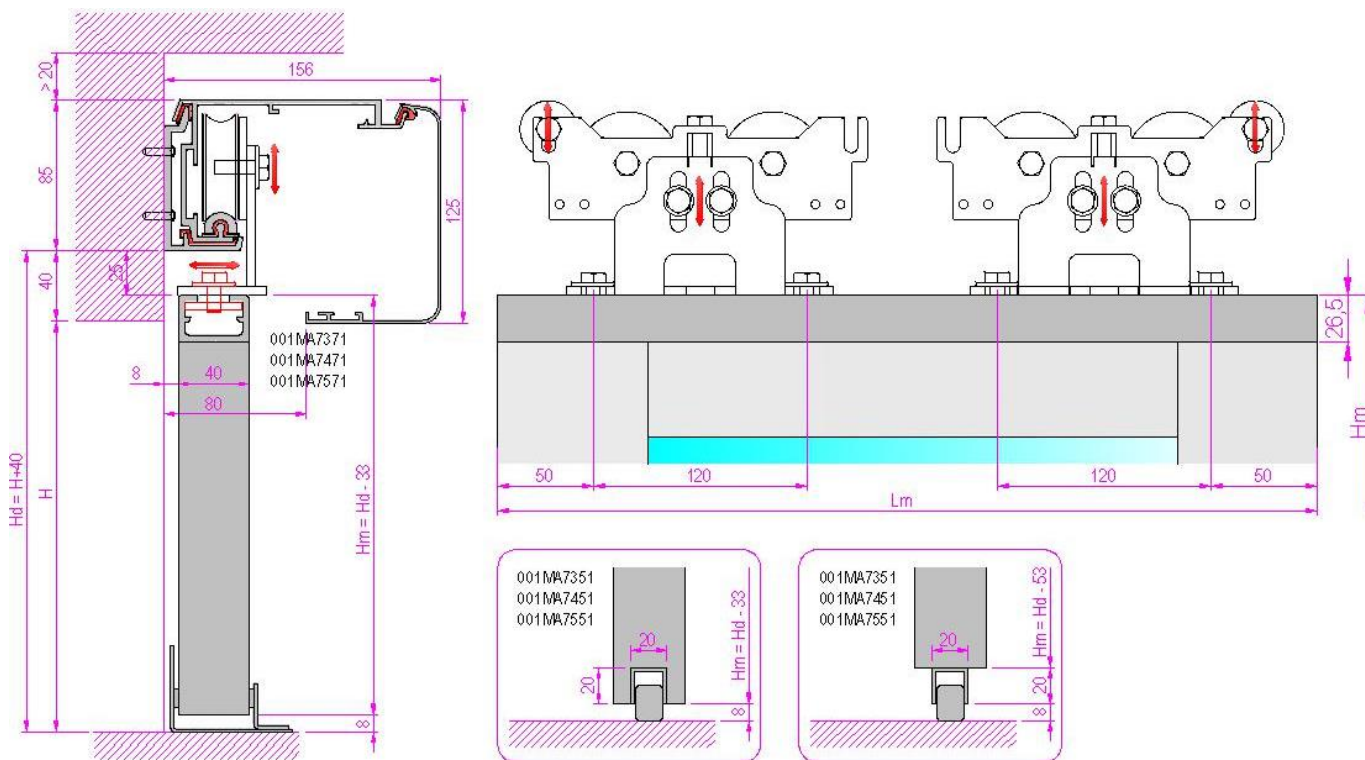 > 20
156
85
125
40
25
001MA7371
001MA7471
001MA7571
8
40
80
Hd = H+40
H
Hm = Hd - 33
8
26,5
Hm
50
120
120
50
Lm
001MA7351
001MA7451
001MA7551
20
20
8
Hm = Hd - 33
001MA7351
001MA7451
001MA7551
20
20
8
Hm = Hd - 53